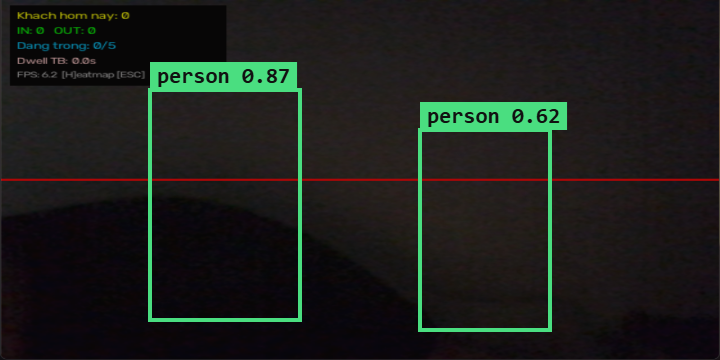 Khach hom nay: 0
IN: 0 OUT: 0
Dang trong: 0/5
Dwell TB: 0.0s
FPS: 6.2 [H]eatmap [ESC]
person 0.87
person 0.62